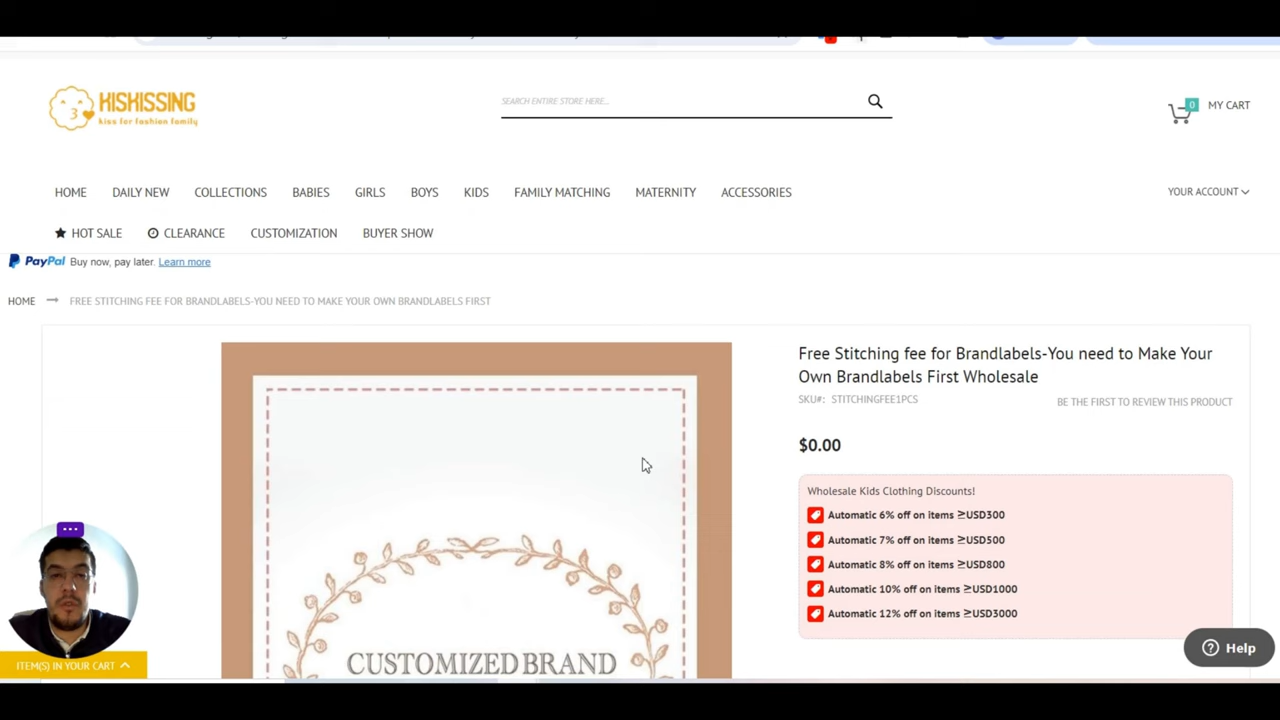 KISKISSING
kiss for fashion family
SEARCH ENTIRE STORE HERE...
0
MY CART
HOME
DAILY NEW
COLLECTIONS
BABIES
GIRLS
BOYS
KIDS
FAMILY MATCHING
MATERNITY
ACCESSORIES
YOUR ACCOUNT
HOT SALE
CLEARANCE
CUSTOMIZATION
BUYER SHOW
PayPal Buy now, pay later. Learn more
HOME
FREE STITCHING FEE FOR BRANDLABELS-YOU NEED TO MAKE YOUR OWN BRANDLABELS FIRST
Free Stitching fee for Brandlabels-You need to Make Your
Own Brandlabels First Wholesale
SKU#: STITCHINGFEE1PCS
BE THE FIRST TO REVIEW THIS PRODUCT
$0.00
Wholesale Kids Clothing Discounts!
Automatic 6% off on items ≥USD300
Automatic 7% off on items ≥USD500
Automatic 8% off on items ≥USD800
Automatic 10% off on items ≥USD1000
Automatic 12% off on items ≥USD3000
CUSTOMIZED BRAND
ITEM(S) IN YOUR CART
Help